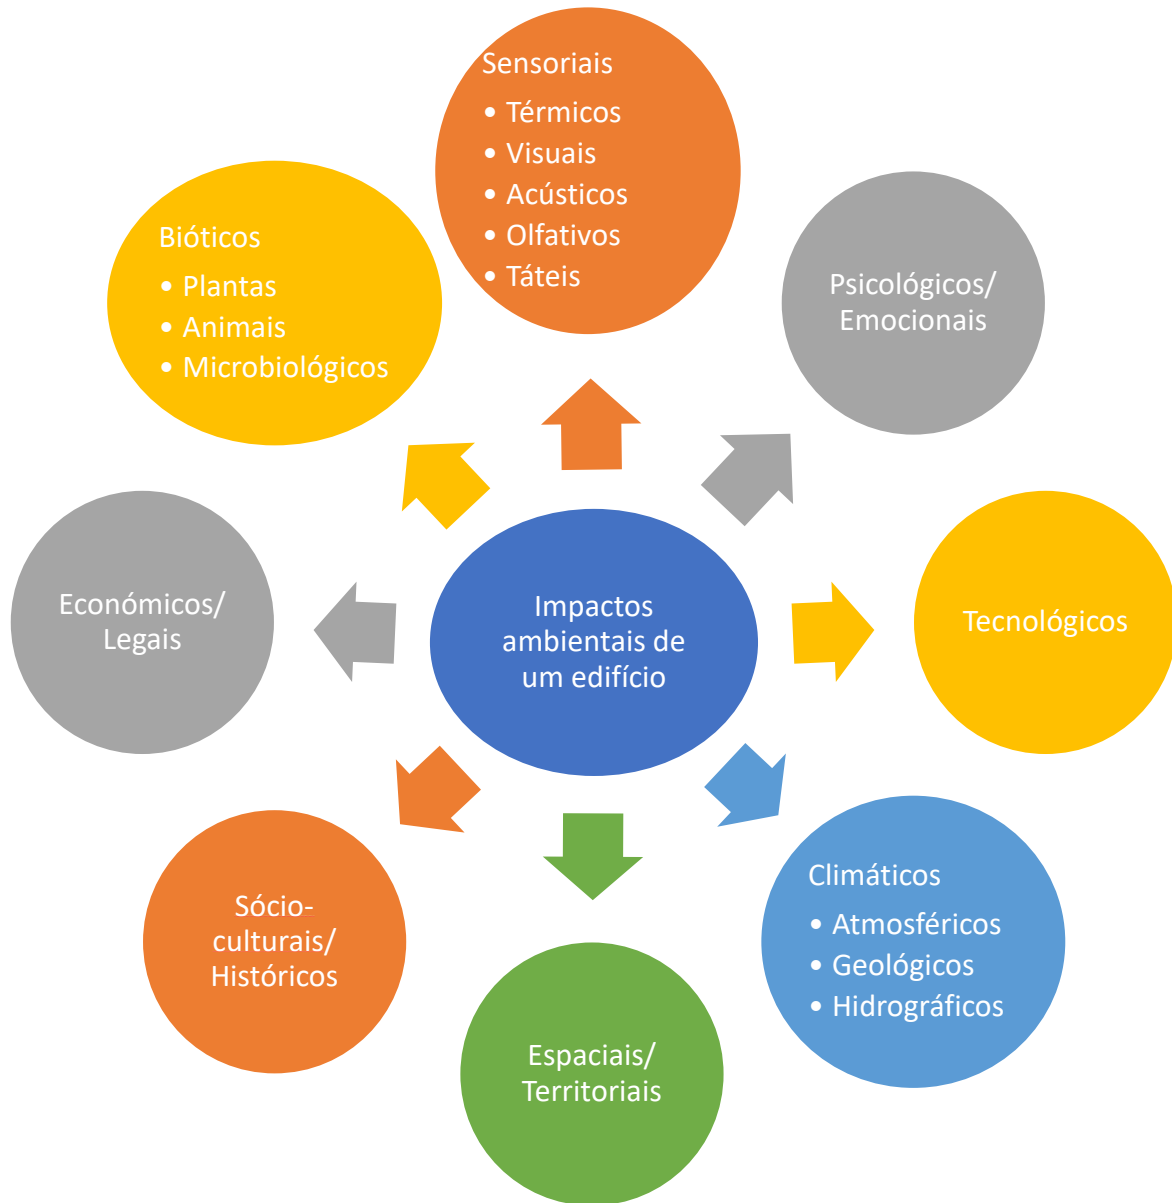 Sensoriais
• Térmicos
• Visuais
• Acústicos
• Olfativos
• Táteis
Psicológicos/
Emocionais
Tecnológicos
Climáticos
• Atmosféricos
• Geológicos
• Hidrográficos
Espaciais/
Territoriais
Sócio-
culturais/
Históricos
Económicos/
Legais
Bióticos
• Plantas
• Animais
• Microbiológicos
Impactos
ambientais de
um edifício